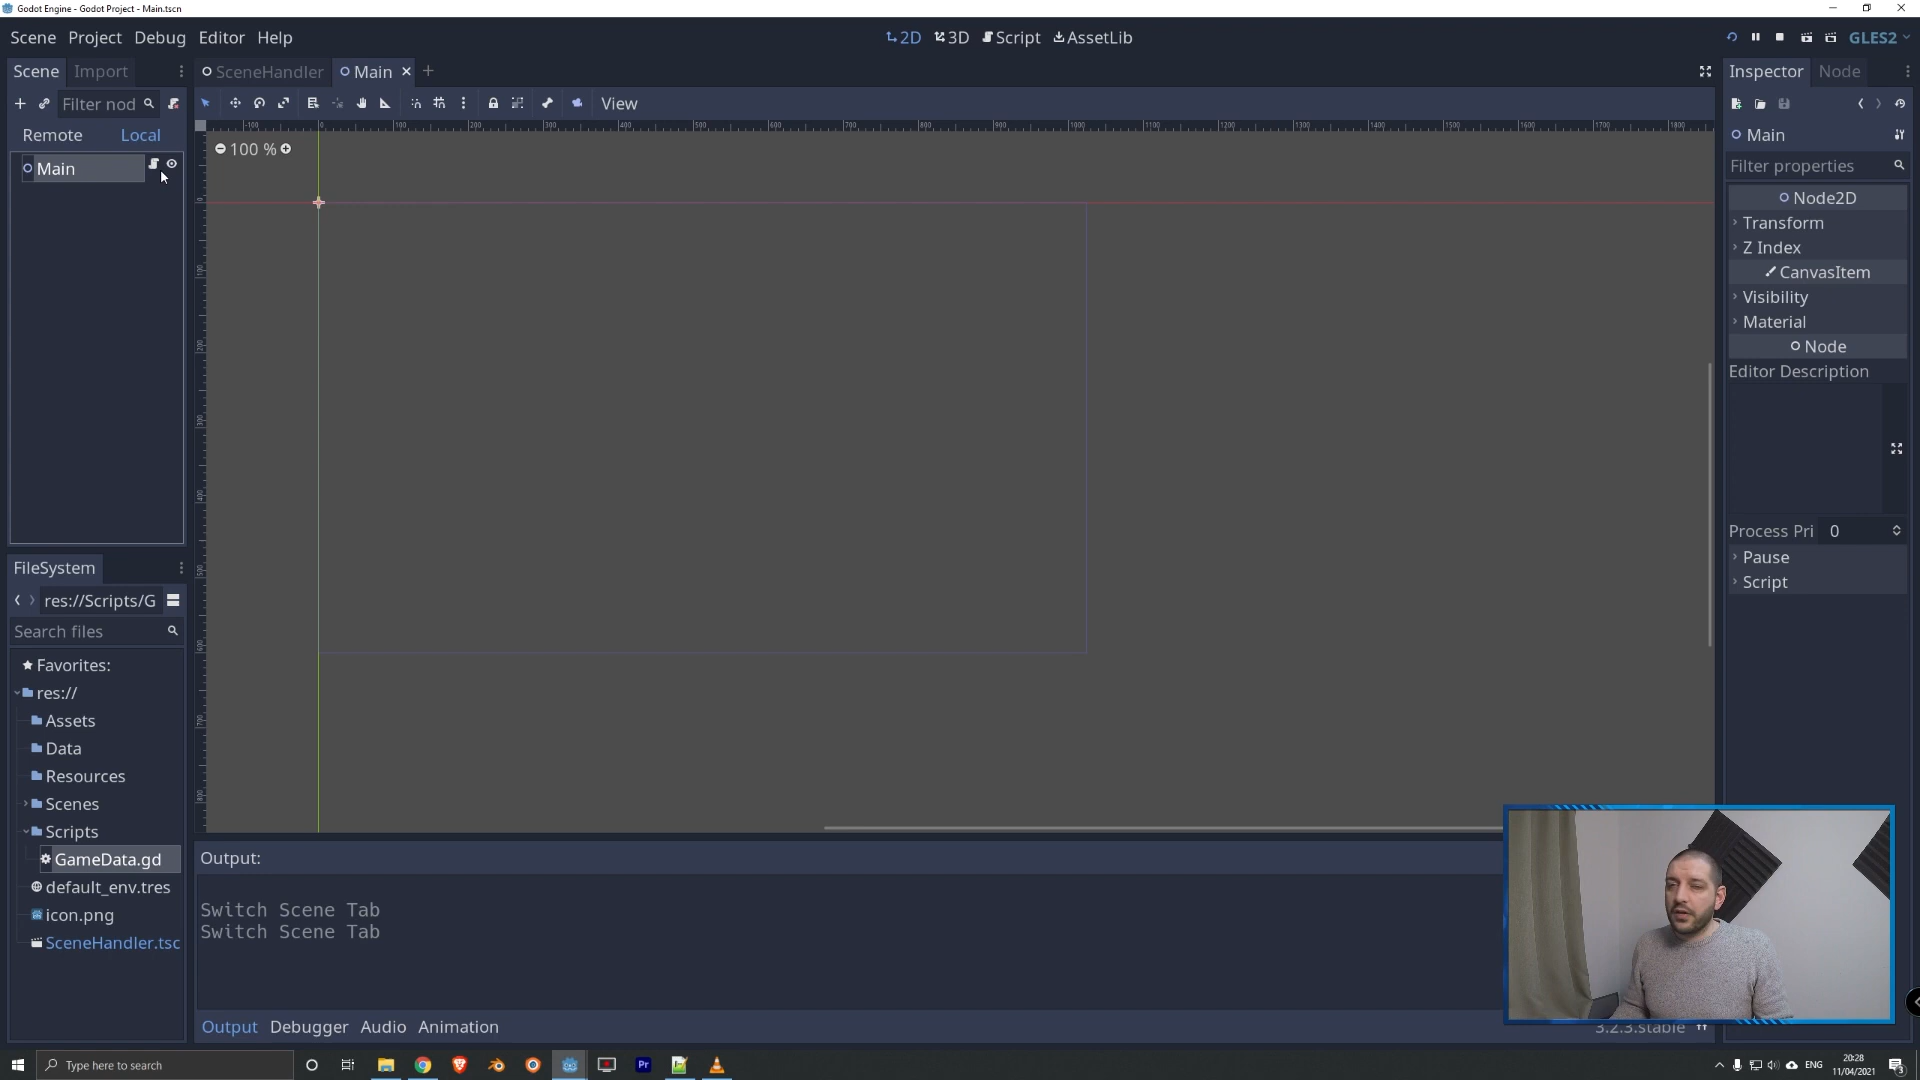 Godot Engine - Godot Project - Main.tscn
Scene Project Debug Editor Help
2D 3D Script AssetLib
GLES2
Scene Import
SceneHandler Main
Inspector Node
Filter nod
View
Remote Local
Main
100 %
Main
Filter properties
Node2D
Transform
Z Index
CanvasItem
Visibility
Material
Node
Editor Description
Process Pri 0
Pause
Script
FileSystem
res://Scripts/G
Search files
Favorites:
res://
Assets
Data
Resources
Scenes
Scripts
GameData.gd
default_env.tres
icon.png
SceneHandler.tsc
Output:
Switch Scene Tab
Switch Scene Tab
Output Debugger Audio Animation
3.2.3.stable
Type here to search
ENG
20:28
11/04/2021